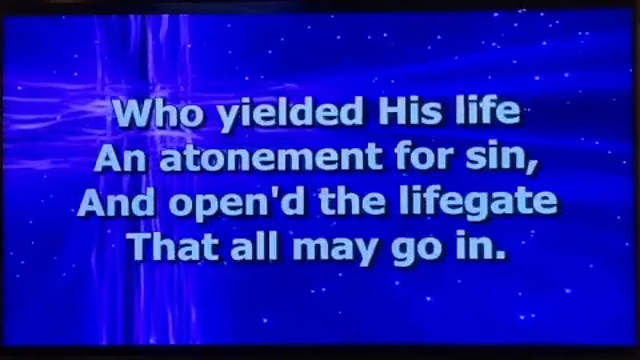 Who yielded His life
An atonement for sin,
And open'd the lifegate
That all may go in.